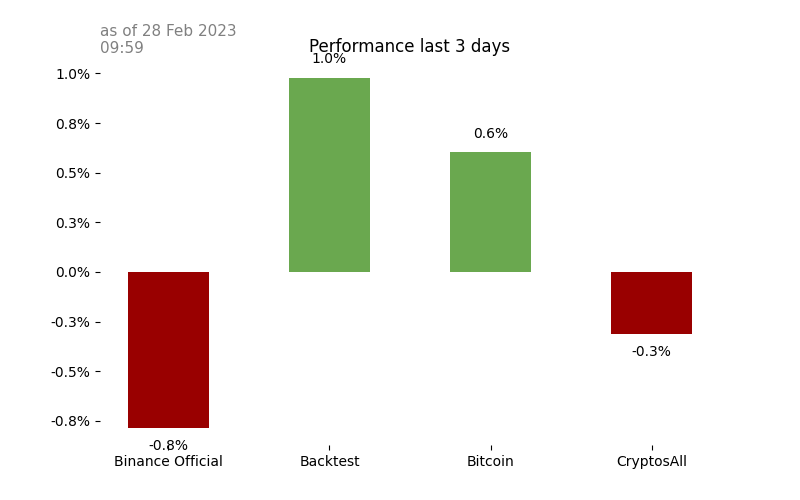 as of 28 Feb 2023
09:59
Performance last 3 days
1.0%
0.8%
0.5%
0.3%
0.0%
-0.3%
-0.5%
-0.8%
1.0%
0.6%
-0.3%
-0.8%
Binance Official
Backtest
Bitcoin
CryptosAll